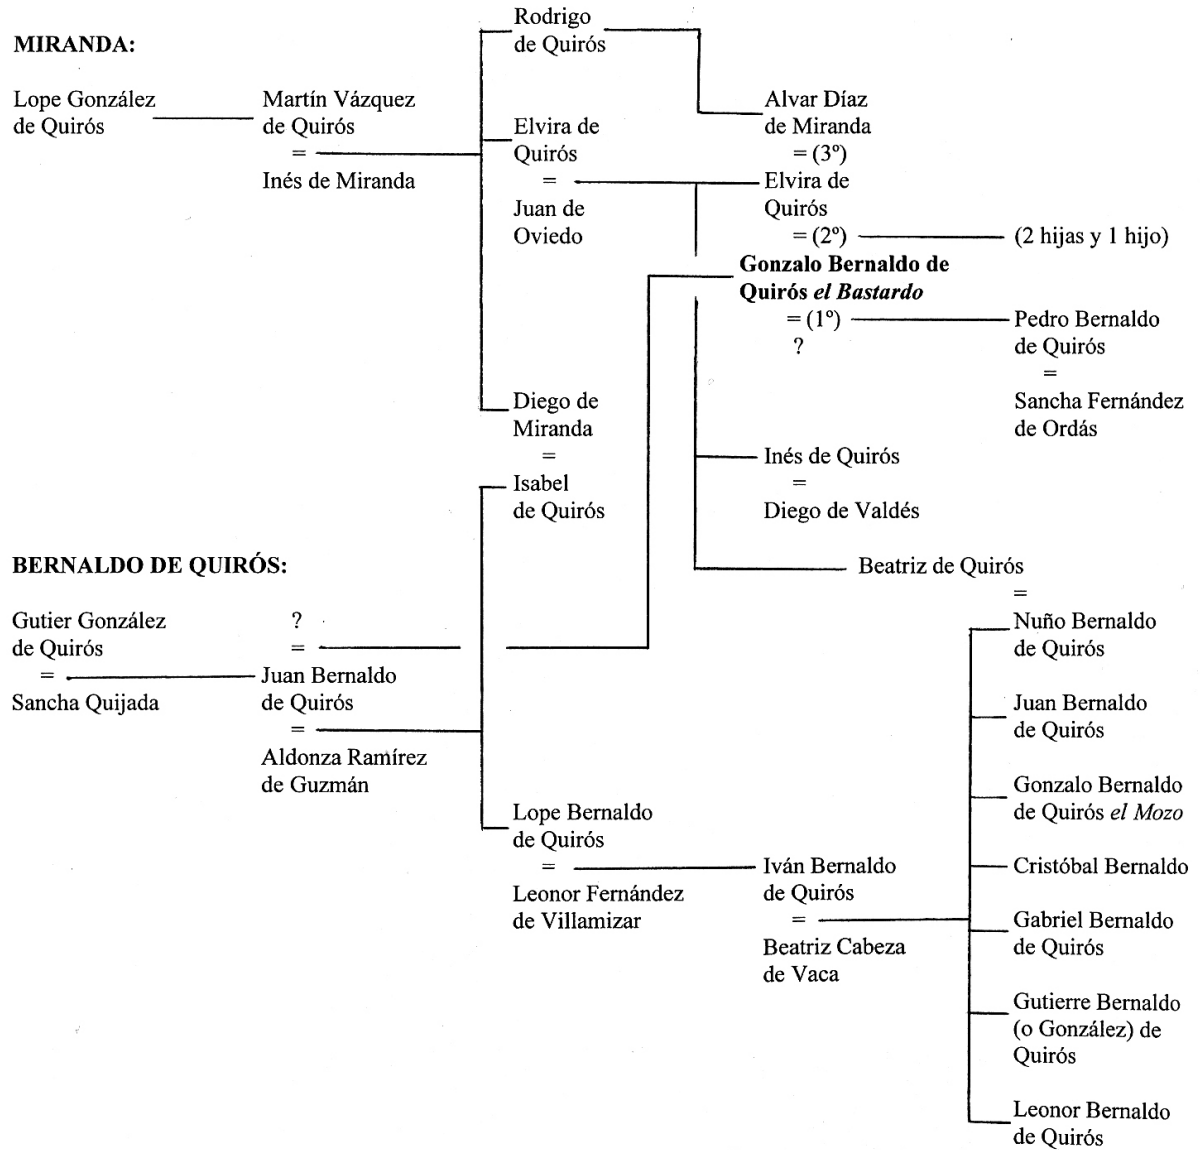 MIRANDA:
Lope González
de Quirós
Martín Vázquez
de Quirós
=
Inés de Miranda
Rodrigo
de Quirós
Elvira de
Quirós
=
Juan de
Oviedo
Diego de
Miranda
=
Isabel
de Quirós
Alvar Díaz
de Miranda
= (3º)
Elvira de
Quirós
= (2º)
(2 hijas y 1 hijo)
Gonzalo Bernaldo de
Quirós el Bastardo
= (1º)
?
Pedro Bernaldo
de Quirós
=
Sancha Fernández
de Ordás
Inés de Quirós
=
Diego de Valdés
Beatriz de Quirós
=
BERNALDO DE QUIRÓS:
Gutier González
de Quirós
=
Sancha Quijada
?
=
Juan Bernaldo
de Quirós
=
Aldonza Ramírez
de Guzmán
Lope Bernaldo
de Quirós
=
Leonor Fernández
de Villamizar
Iván Bernaldo
de Quirós
=
Beatriz Cabeza
de Vaca
Nuño Bernaldo
de Quirós
Juan Bernaldo
de Quirós
Gonzalo Bernaldo
de Quirós el Mozo
Cristóbal Bernaldo
Gabriel Bernaldo
de Quirós
Gutierre Bernaldo
(o González) de
Quirós
Leonor Bernaldo
de Quirós